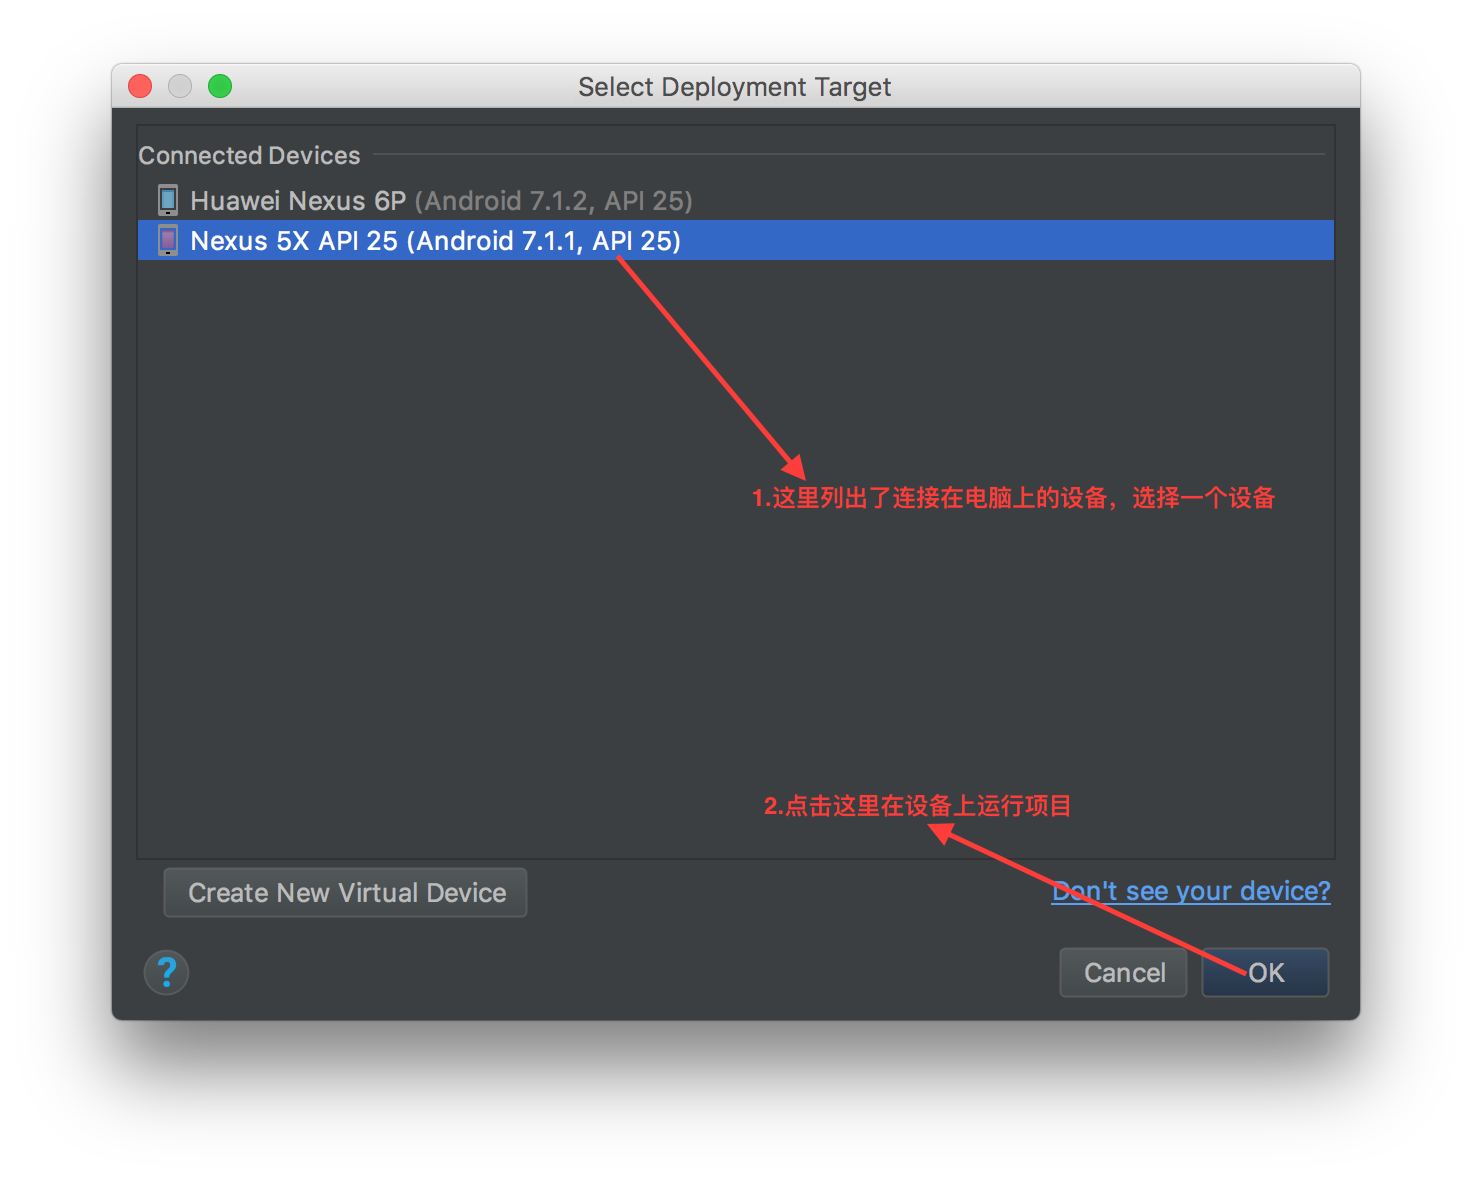 Select Deployment Target
Connected Devices
Huawei Nexus 6P (Android 7.1.2, API 25)
Nexus 5X API 25 (Android 7.1.1, API 25)
1.这里列出了连接在电脑上的设备，选择一个设备
2.点击这里在设备上运行项目
Create New Virtual Device
Don't see your device?
?
Cancel
OK